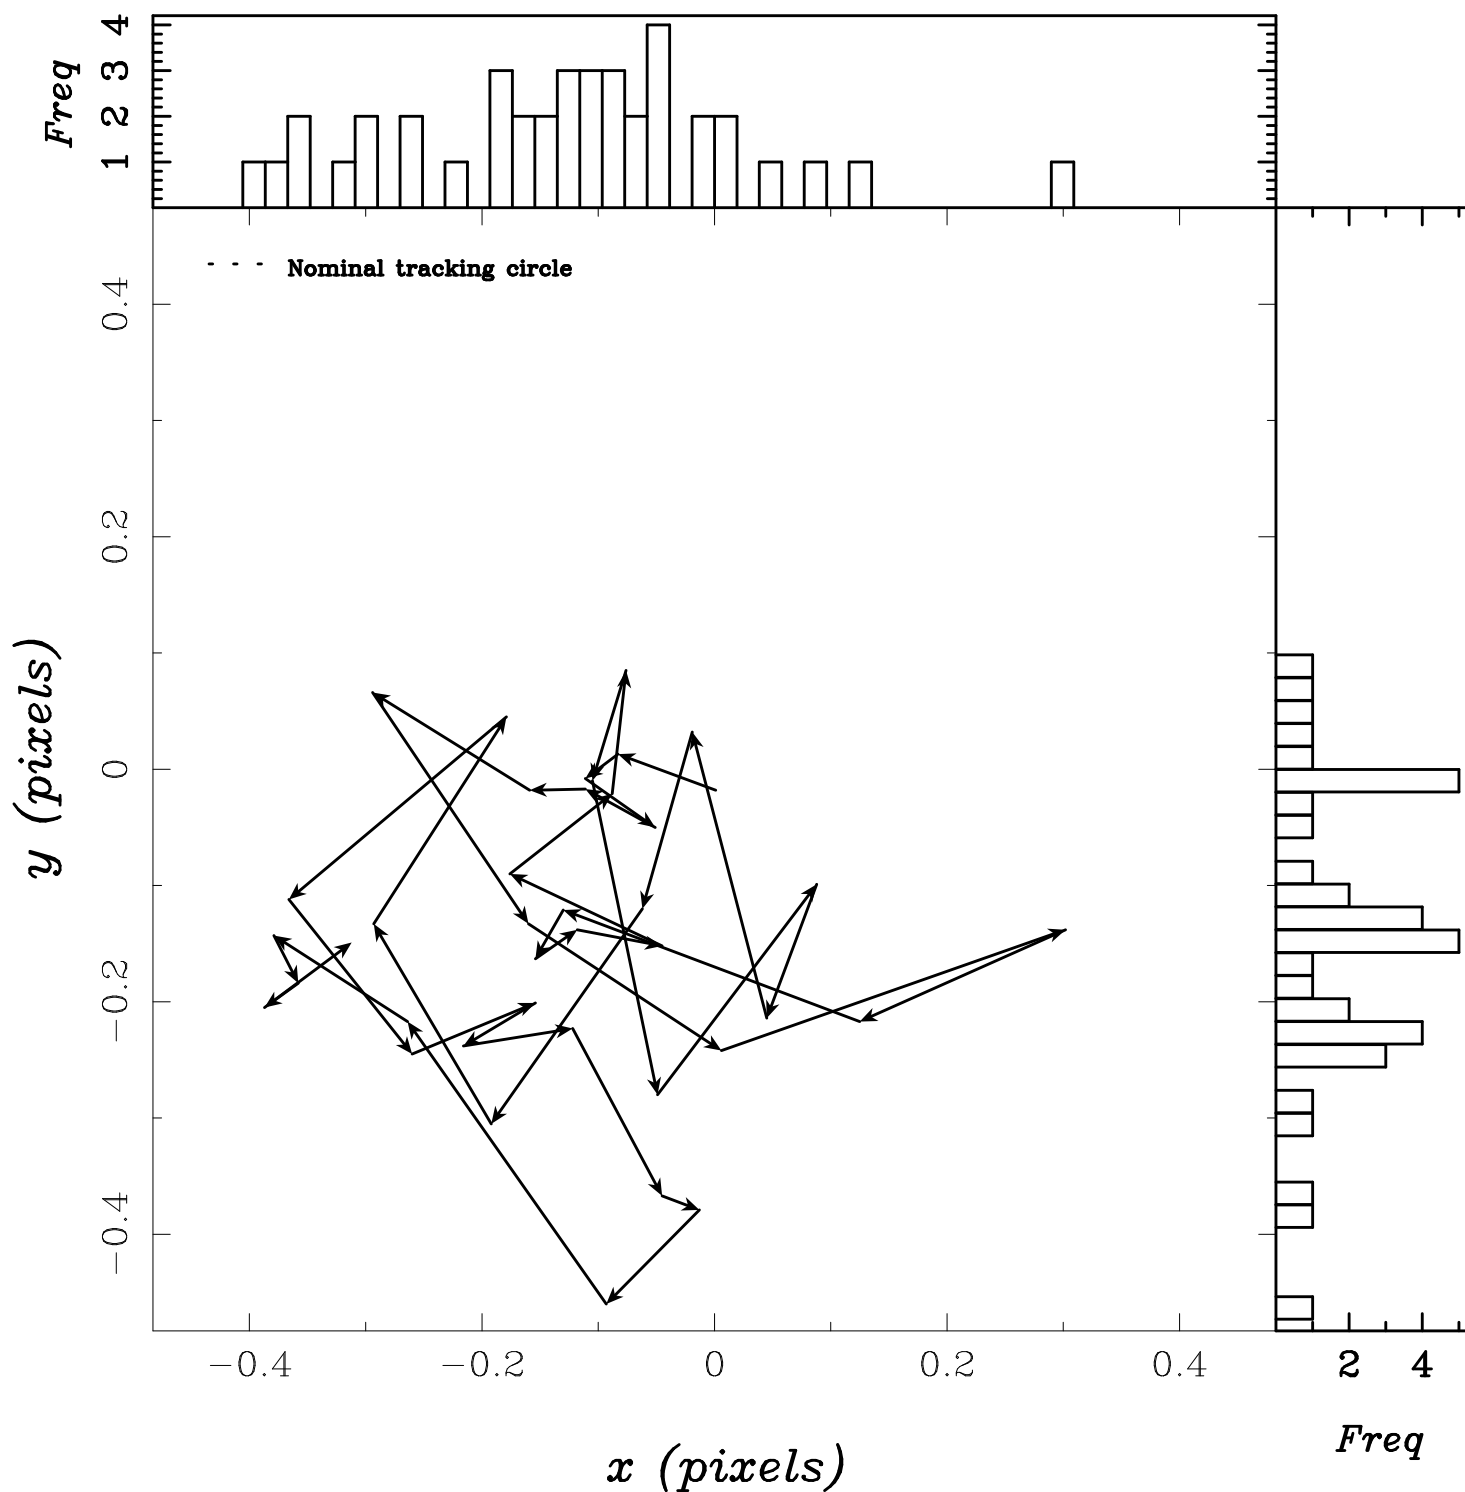 Freq
1 2 3 4
- - - Nominal tracking circle
y (pixels)
0.4
0.2
0
−0.2
−0.4
−0.4 −0.2 0 0.2 0.4
2 4
x (pixels)
Freq